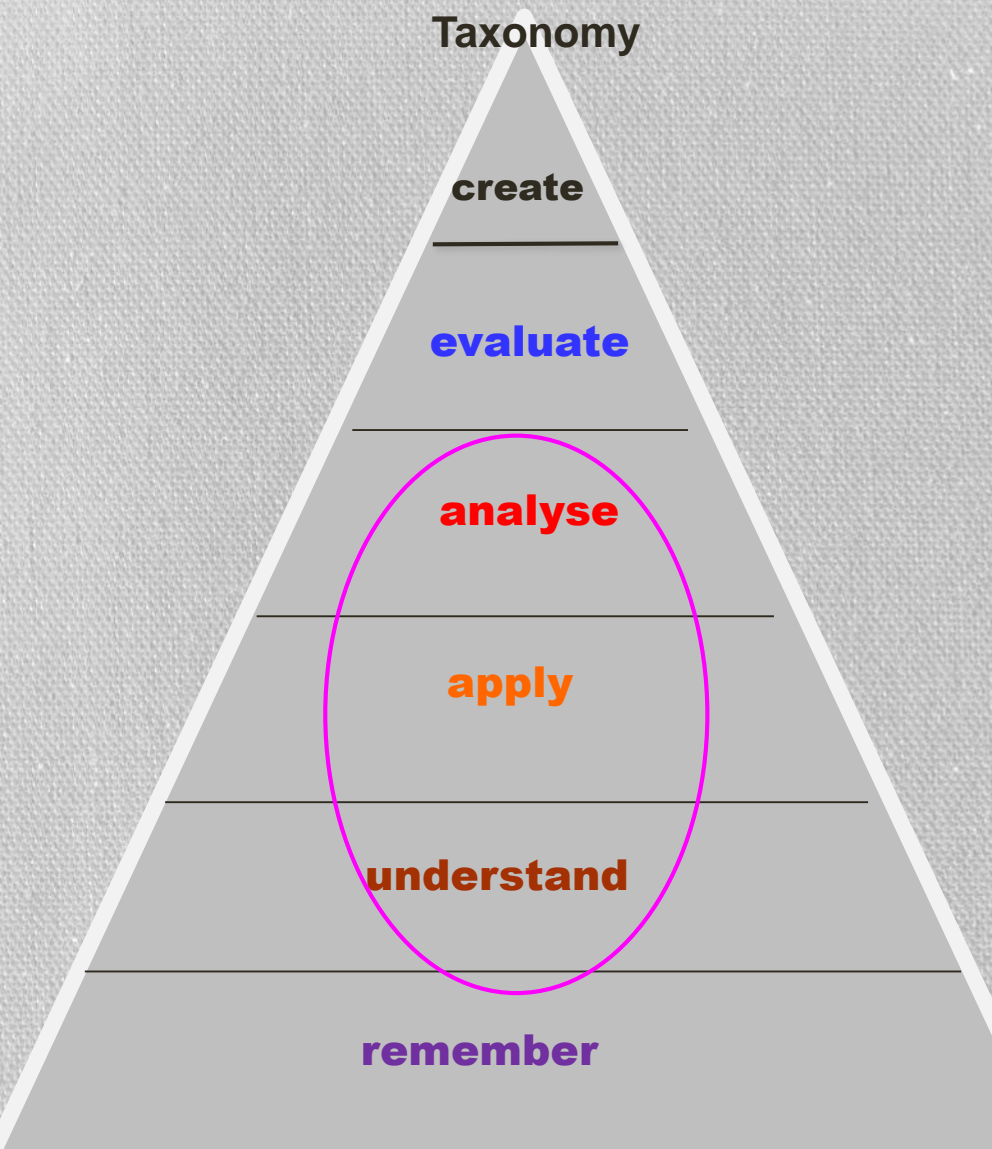 Taxonomy
create
evaluate
analyse
apply
understand
remember